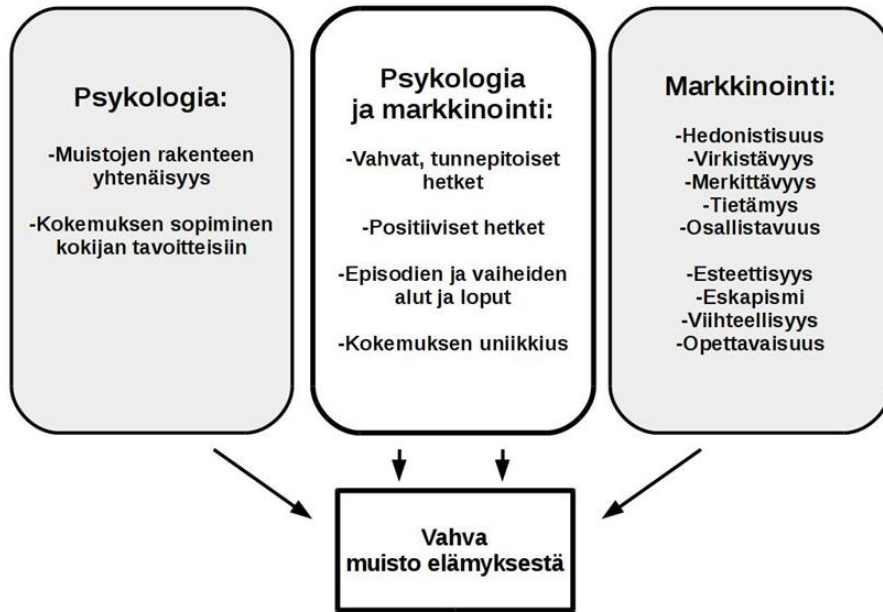 Psykologia:
-Muistojen rakenteen
yhtenäisyys
-Kokemuksen sopiminen
kokijan tavoitteisiin
Psykologia
ja markkinointi:
-Vahvat, tunnepitoiset
hetket
-Positiiviset hetket
-Episodien ja vaiheiden
alut ja loput
-Kokemuksen uniikkius
Markkinointi:
-Hedonistisuus
-Virkistävyys
-Merkittävyys
-Tietämys
-Osallistavuus
-Esteettisyys
-Eskapismi
-Viihteellisyys
-Opettavaisuus
Vahva
muisto elämyksestä